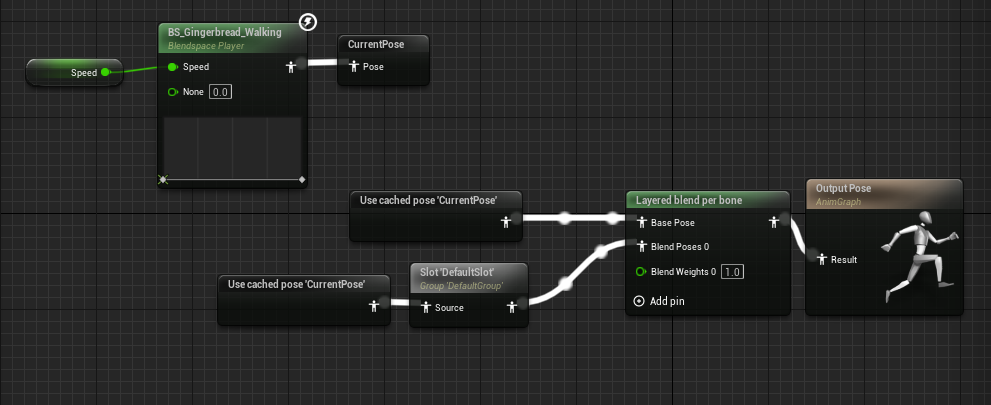 BS_Gingerbread_Walking
Blendspace Player
Speed
Speed
None 0.0
CurrentPose
Pose
Use cached pose 'CurrentPose'
Use cached pose 'CurrentPose'
Slot 'DefaultSlot'
Group 'DefaultGroup'
Source
Layered blend per bone
Base Pose
Blend Poses 0
Blend Weights 0 1.0
Add pin
Output Pose
AnimGraph
Result